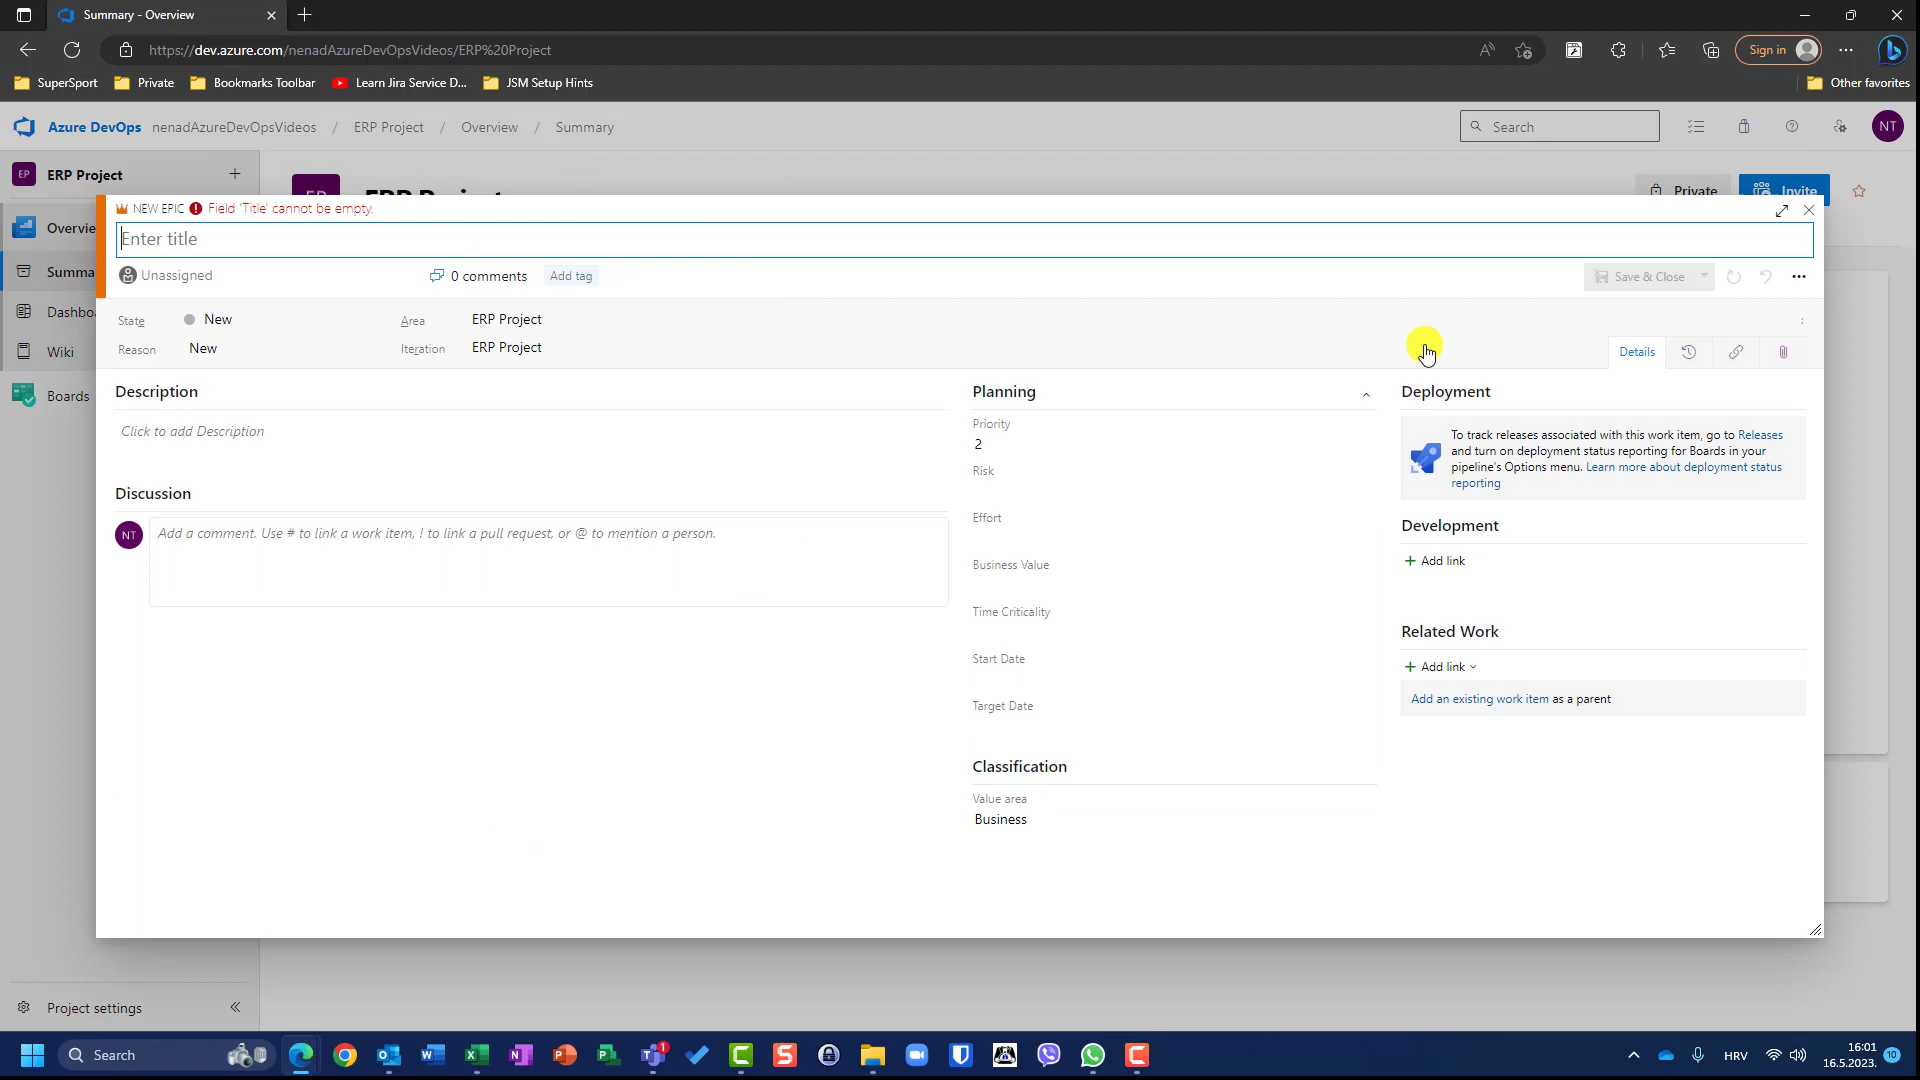 Summary - Overview
https://dev.azure.com/nenadAzureDevOpsVideos/ERP%20Project
Sign in
SuperSport
Private
Bookmarks Toolbar
Learn Jira Service D...
JSM Setup Hints
Other favorites
Azure DevOps nenadAzureDevOpsVideos / ERP Project / Overview / Summary
Search
NT
EP ERP Project
Private
Invite
NEW EPIC Field 'Title' cannot be empty.
Overvie
Enter title
Unassigned
0 comments
Add tag
Save & Close
Summa
State New
Area ERP Project
Dashboa
Reason New
Iteration ERP Project
Details
Wiki
Boards
Description
Click to add Description
Discussion
NT
Add a comment. Use # to link a work item, ! to link a pull request, or @ to mention a person.
Planning
Priority
2
Risk
Effort
Business Value
Time Criticality
Start Date
Target Date
Classification
Value area
Business
Deployment
To track releases associated with this work item, go to Releases
and turn on deployment status reporting for Boards in your
pipeline's Options menu. Learn more about deployment status
reporting
Development
Add link
Related Work
Add link
Add an existing work item as a parent
Project settings
Search
1
HRV
16:01
16.5.2023.
10